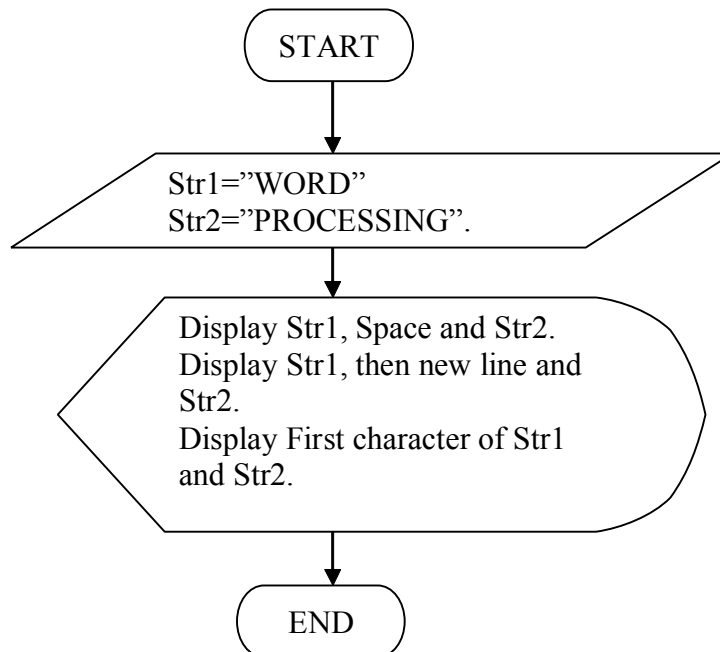 START
Str1=”WORD”
Str2=”PROCESSING”.
Display Str1, Space and Str2.
Display Str1, then new line and
Str2.
Display First character of Str1
and Str2.
END